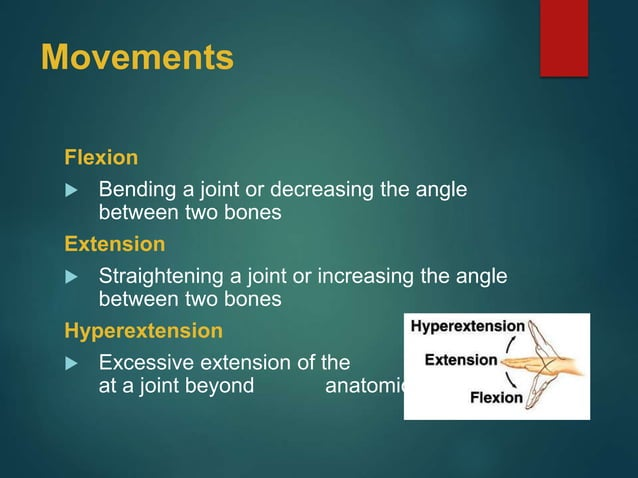 Movements
Flexion
Bending a joint or decreasing the angle
between two bones
Extension
Straightening a joint or increasing the angle
between two bones
Hyperextension
Excessive extension of the
at a joint beyond anatomic
Hyperextension
Extension
Flexion